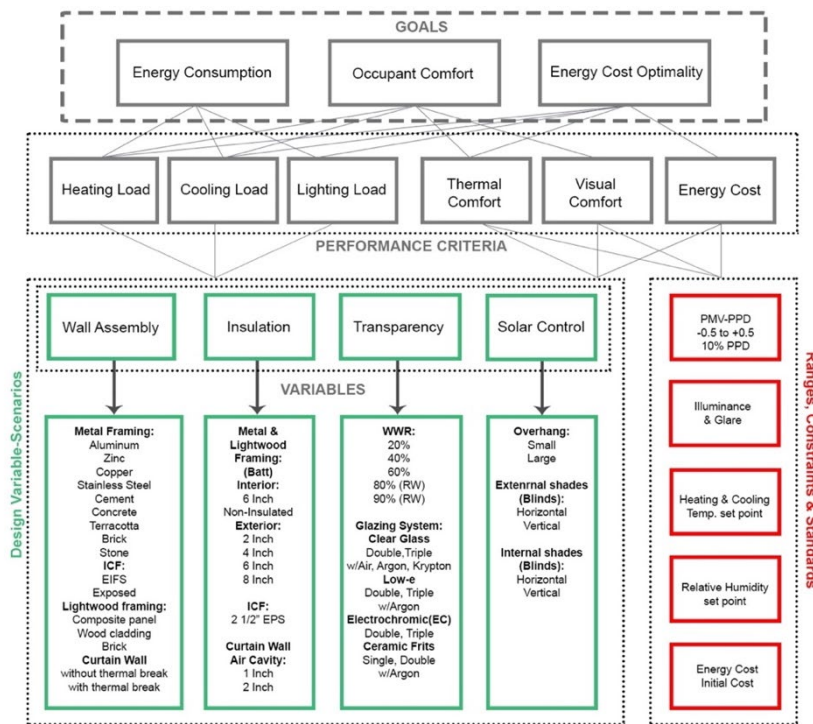 GOALS
Energy Consumption
Occupant Comfort
Energy Cost Optimality
Heating Load
Cooling Load
Lighting Load
Thermal
Comfort
Visual
Comfort
Energy Cost
PERFORMANCE CRITERIA
Design Variable-Scenarios
Wall Assembly
Insulation
Transparency
Solar Control
VARIABLES
Metal Framing:
Aluminum
Zinc
Copper
Stainless Steel
Cement
Concrete
Terracotta
Brick
Stone
ICF:
EIFS
Exposed
Lightwood framing:
Composite panel
Wood cladding
Brick
Curtain Wall
without thermal break
with thermal break
Metal &
Lightwood
Framing:
(Batt)
Interior:
6 Inch
Non-Insulated
Exterior:
2 Inch
4 Inch
6 Inch
8 Inch
ICF:
2 1/2" EPS
Curtain Wall
Air Cavity:
1 Inch
2 Inch
WWR:
20%
40%
60%
80% (RW)
90% (RW)
Glazing System:
Clear Glass
Double,Triple
w/Air, Argon, Krypton
Low-e
Double, Triple
w/Argon
Electrochromic(EC)
Double, Triple
Ceramic Frits
Single, Double
w/Argon
Overhang:
Small
Large
Extenrnal shades
(Blinds):
Horizontal
Vertical
Internal shades
(Blinds):
Horizontal
Vertical
PMV-PPD
-0.5 to +0.5
10% PPD
Illuminance
& Glare
Heating & Cooling
Temp. set point
Relative Humidity
set point
Energy Cost
Initial Cost
Ranges, Constraints & Standards